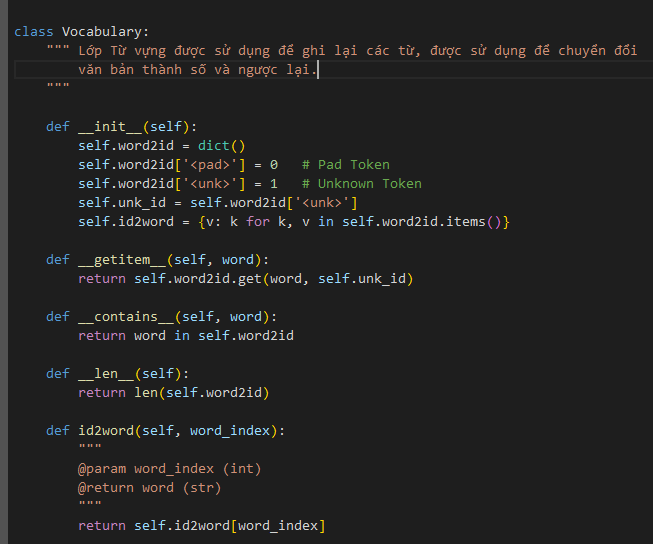 class Vocabulary:
    """ Lớp Từ vựng được sử dụng để ghi lại các từ, được sử dụng để chuyển đổi
        văn bản thành số và ngược lại.
    """

    def __init__(self):
        self.word2id = dict()
        self.word2id['<pad>'] = 0   # Pad Token
        self.word2id['<unk>'] = 1   # Unknown Token
        self.unk_id = self.word2id['<unk>']
        self.id2word = {v: k for k, v in self.word2id.items()}

    def __getitem__(self, word):
        return self.word2id.get(word, self.unk_id)

    def __contains__(self, word):
        return word in self.word2id

    def __len__(self):
        return len(self.word2id)

    def id2word(self, word_index):
        """
        @param word_index (int)
        @return word (str)
        """
        return self.id2word[word_index]